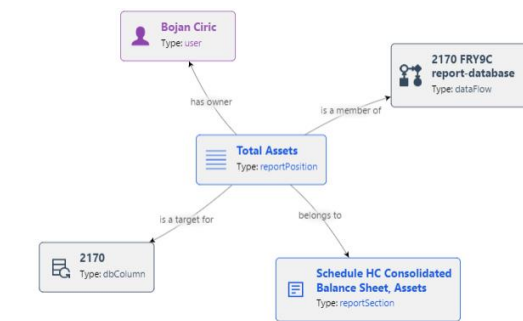 Bojan Ciric
Type: user
2170 FRY9C
report-database
Type: dataFlow
has owner
is a member of
Total Assets
Type: reportPosition
is a target for
belongs to
2170
Type: dbColumn
Schedule HC Consolidated
Balance Sheet, Assets
Type: reportSection